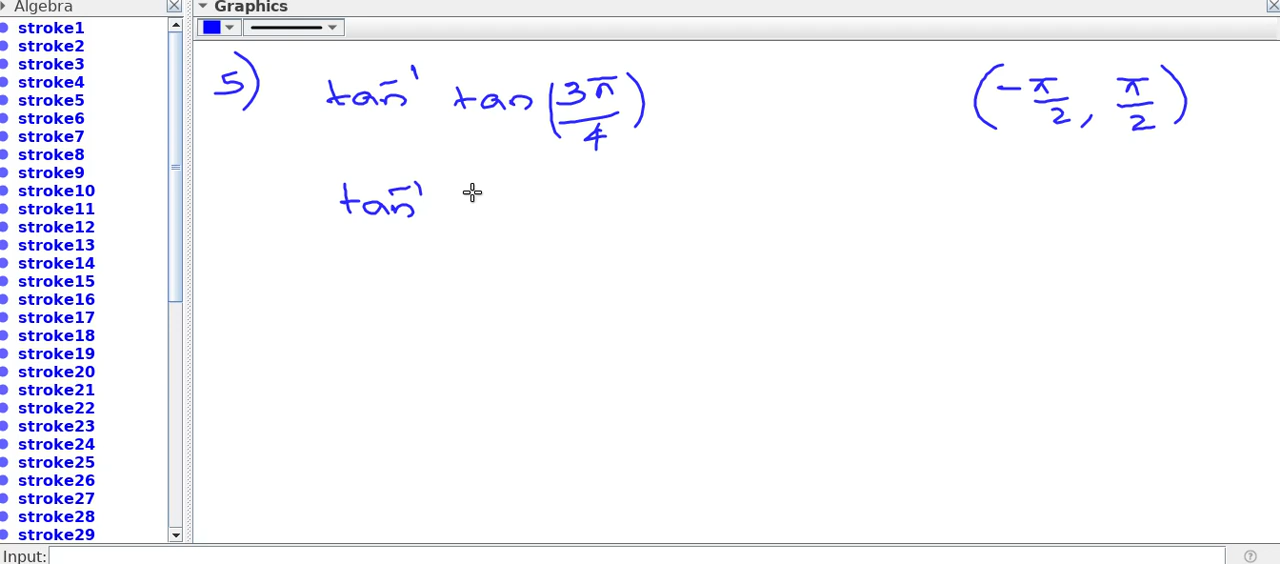 Algebra
Graphics
stroke1
stroke2
stroke3
stroke4
stroke5
stroke6
stroke7
stroke8
stroke9
stroke10
stroke11
stroke12
stroke13
stroke14
stroke15
stroke16
stroke17
stroke18
stroke19
stroke20
stroke21
stroke22
stroke23
stroke24
stroke25
stroke26
stroke27
stroke28
stroke29
5) tan⁻¹ tan(3π/4) (-π/2, π/2)
tan⁻¹
Input: